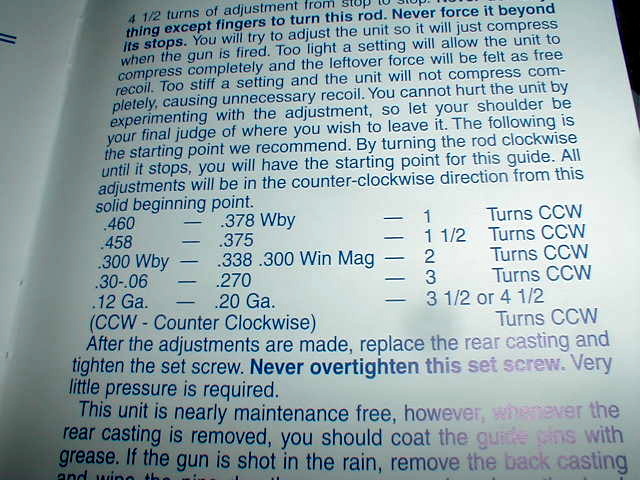 4 1/2 turns of adjustment from stop to stop.
thing except fingers to turn this rod. Never force it beyond
its stops. You will try to adjust the unit so it will just compress
when the gun is fired. Too light a setting will allow the unit to
compress completely and the leftover force will be felt as free
recoil. Too stiff a setting and the unit will not compress com-
pletely, causing unnecessary recoil. You cannot hurt the unit by
experimenting with the adjustment, so let your shoulder be
your final judge of where you wish to leave it. The following is
the starting point we recommend. By turning the rod clockwise
until it stops, you will have the starting point for this guide. All
adjustments will be in the counter-clockwise direction from this
solid beginning point.
.460 — .378 Wby — 1 Turns CCW
.458 — .375 — 1 1/2 Turns CCW
.300 Wby — .338 .300 Win Mag — 2 Turns CCW
.30-.06 — .270 — 3 Turns CCW
.12 Ga. — .20 Ga. — 3 1/2 or 4 1/2
(CCW - Counter Clockwise) Turns CCW
After the adjustments are made, replace the rear casting and
tighten the set screw. Never overtighten this set screw. Very
little pressure is required.
This unit is nearly maintenance free, however, whenever the
rear casting is removed, you should coat the guide pins with
grease. If the gun is shot in the rain, remove the back casting
and wipe the